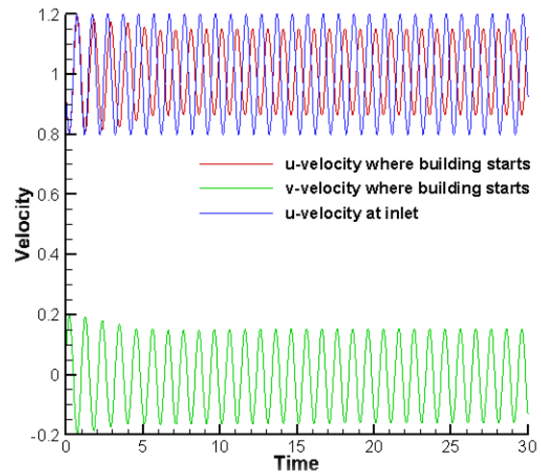 1.2
1
0.8
0.6
0.4
0.2
0
-0.2
Velocity
u-velocity where building starts
v-velocity where building starts
u-velocity at inlet
0 5 10 15 20 25 30
Time